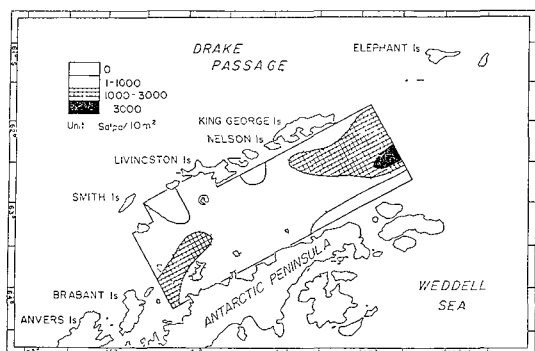 DRAKE
PASSAGE
ELEPHANT Is
0
1-1000
1000-3000
3000
Unit Salpa/10m²
KING GEORGE Is
NELSON Is
LIVINGSTON Is
SMITH Is
BRABANT Is
ANVERS Is
ANTARCTIC PENINSULA
WEDDELL
SEA